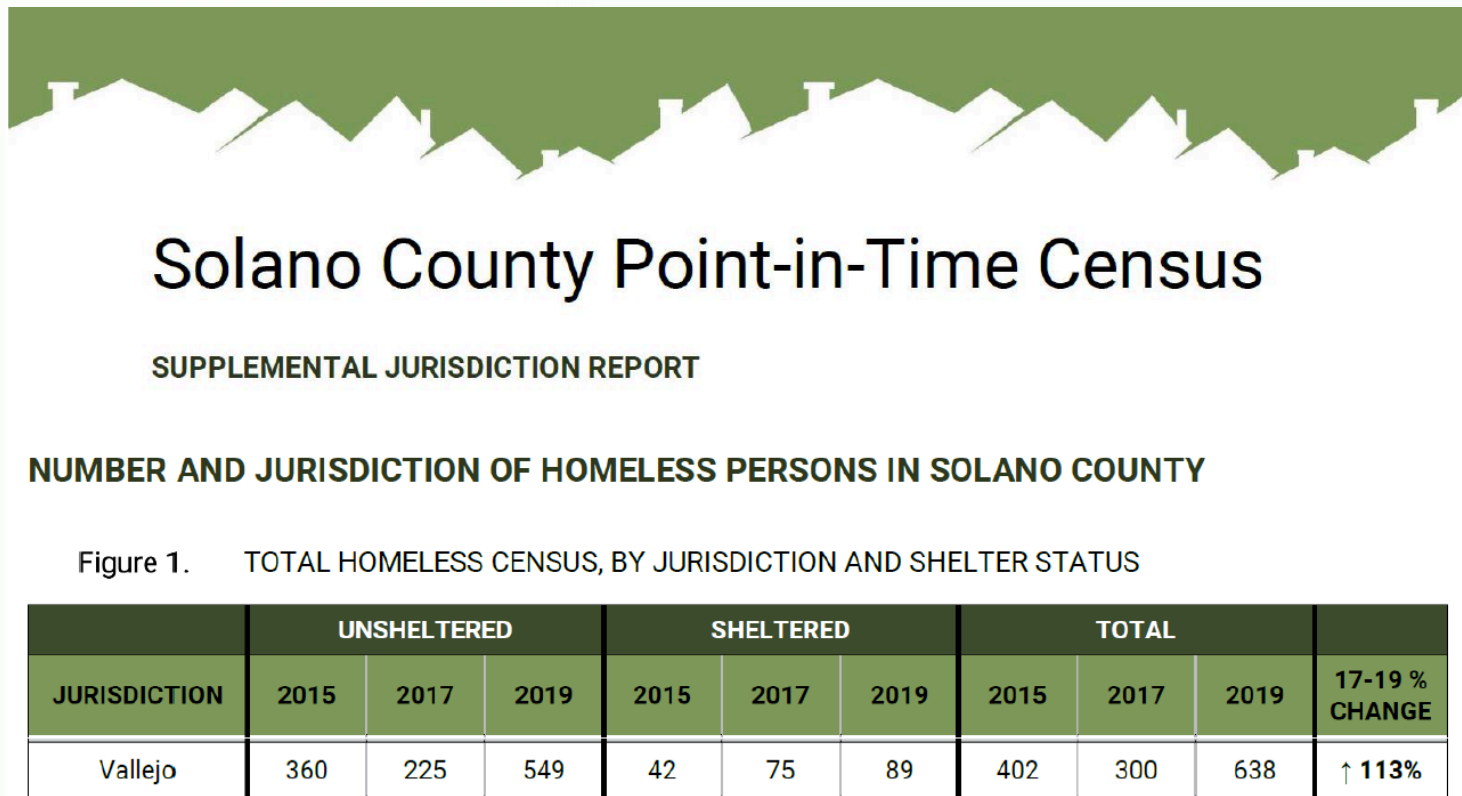 Solano County Point-in-Time Census
SUPPLEMENTAL JURISDICTION REPORT
NUMBER AND JURISDICTION OF HOMELESS PERSONS IN SOLANO COUNTY
Figure 1. TOTAL HOMELESS CENSUS, BY JURISDICTION AND SHELTER STATUS
UNSHELTERED SHELTERED TOTAL
JURISDICTION 2015 2017 2019 2015 2017 2019 2015 2017 2019 17-19 % CHANGE
Vallejo 360 225 549 42 75 89 402 300 638 ↑ 113%